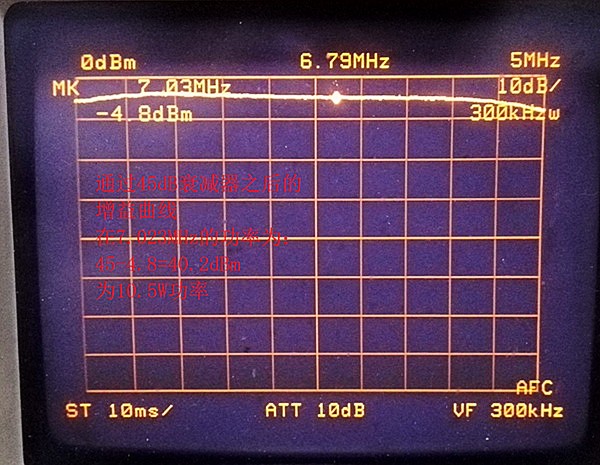 0dBm 6.79MHz 5MHz
MK 7.03MHz 10dB/
-4.8dBm 300kHzw
通过45dB衰减器之后的
增益曲线
在7.023MHz的功率为：
45-4.8=40.2dBm
为10.5W功率
AFC
ST 10ms/ ATT 10dB VF 300kHz